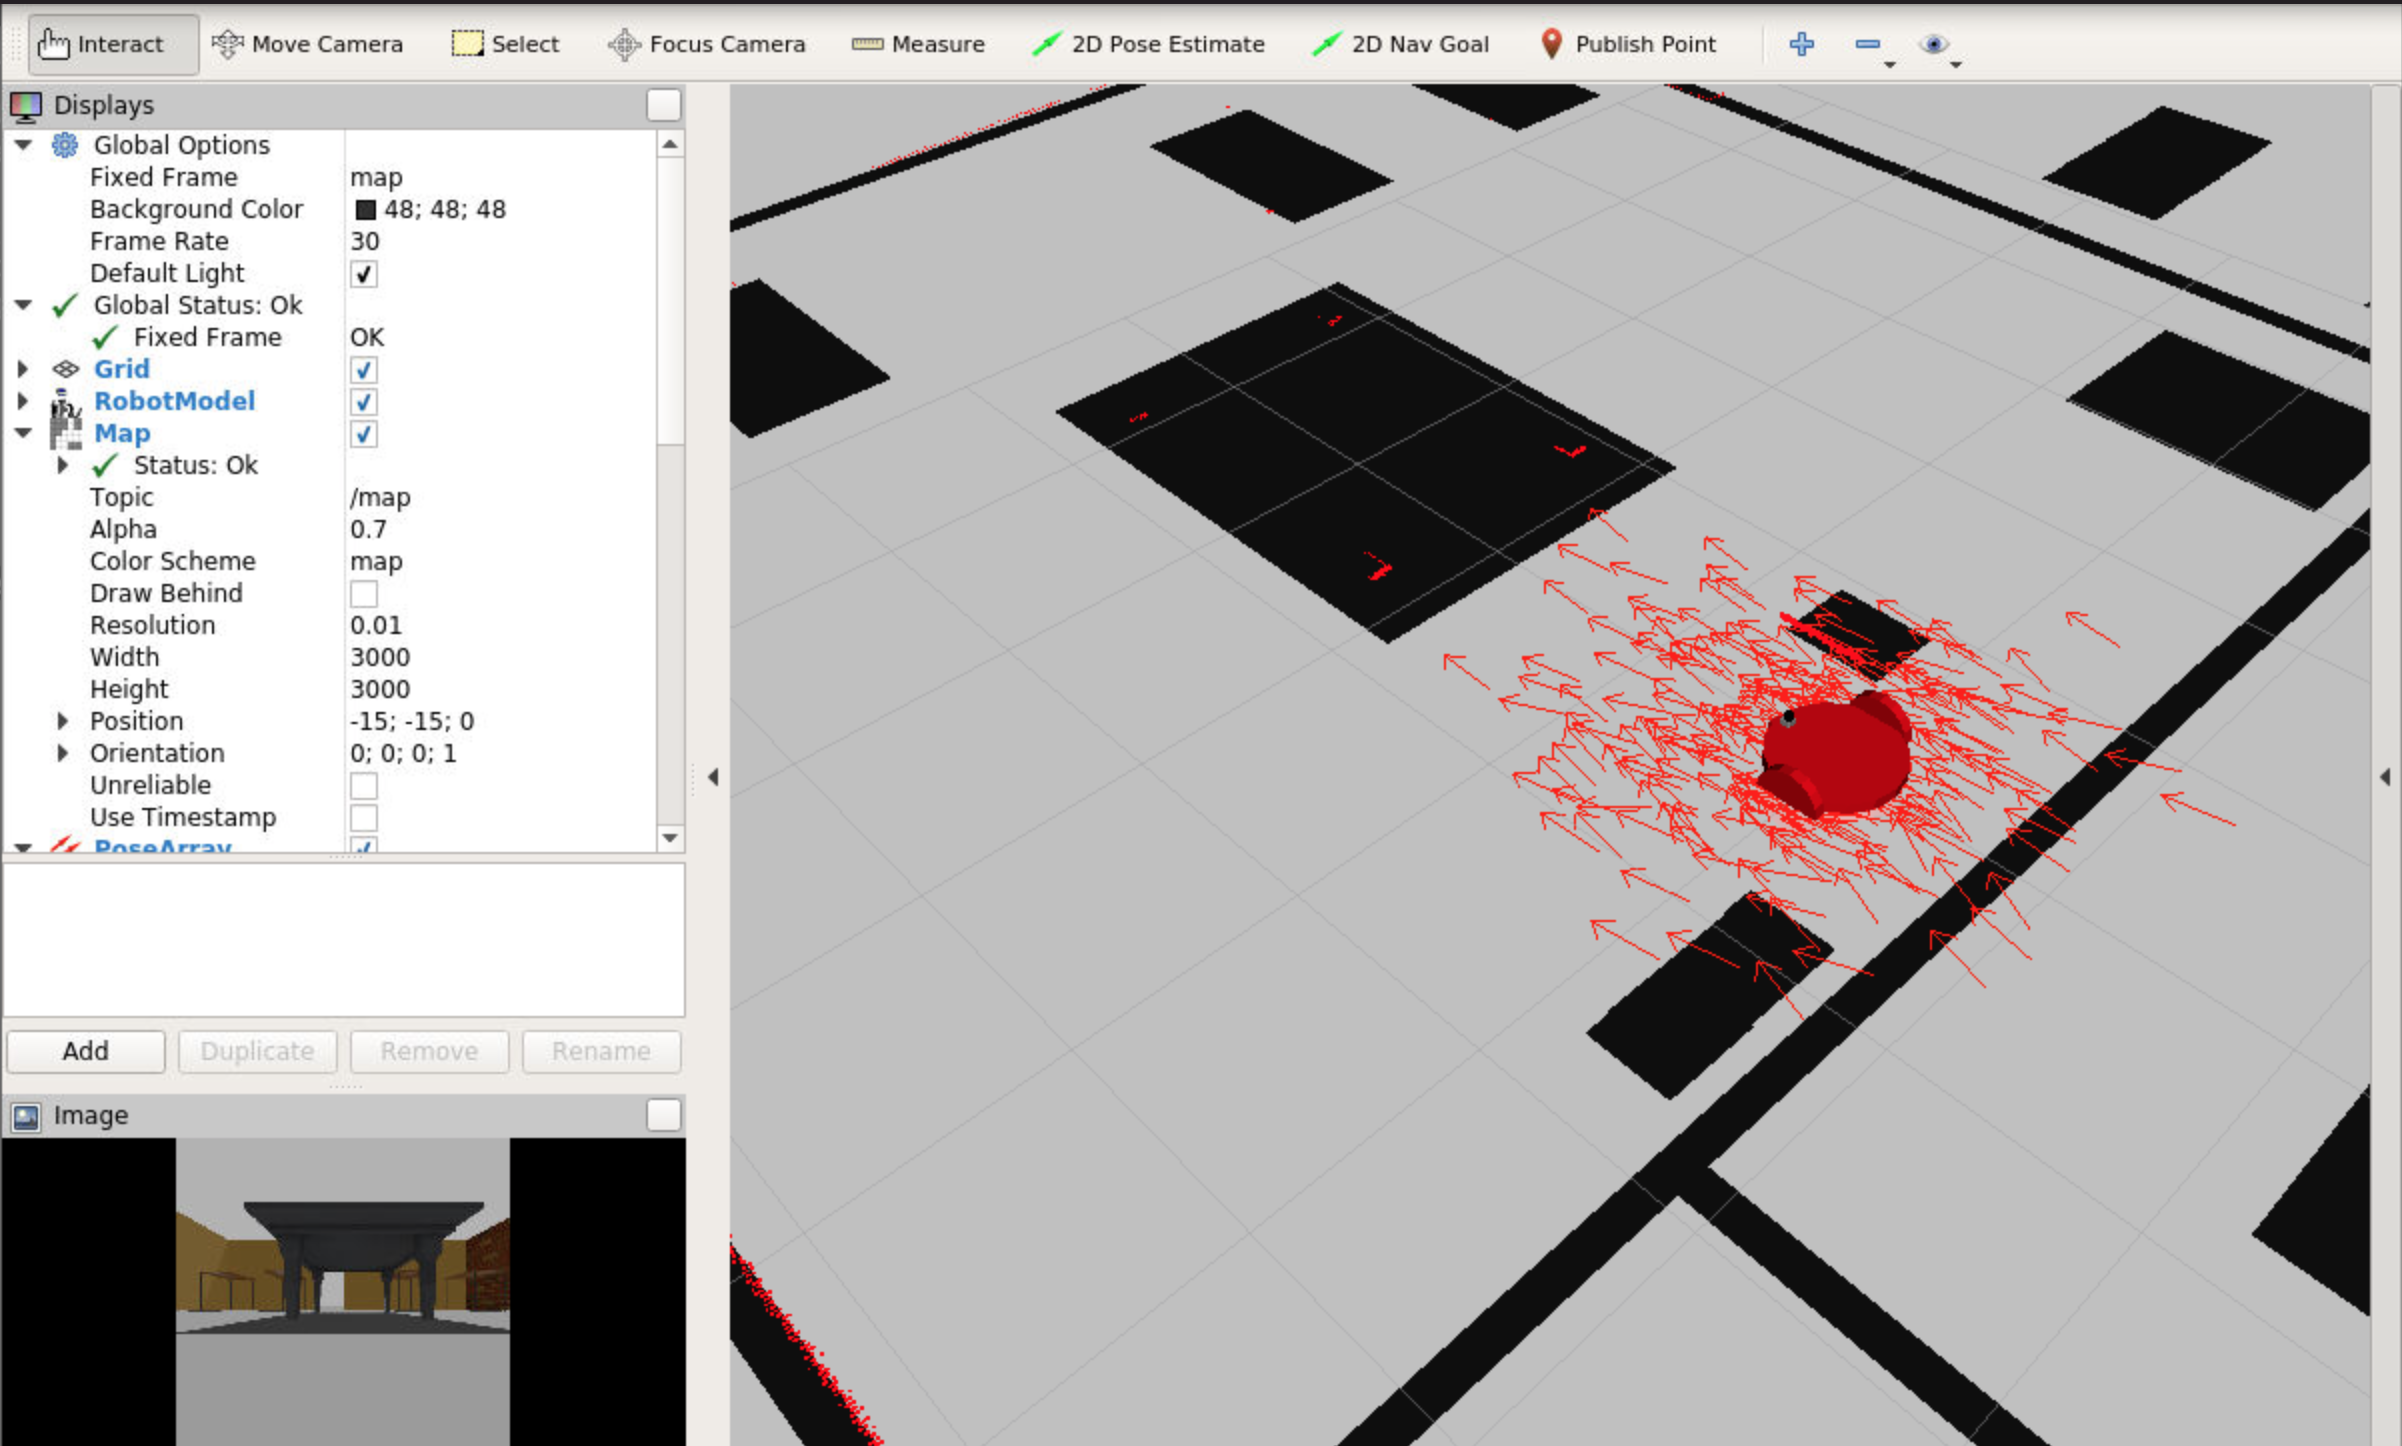 Interact Move Camera Select Focus Camera Measure 2D Pose Estimate 2D Nav Goal Publish Point
Displays
Global Options
Fixed Frame map
Background Color 48; 48; 48
Frame Rate 30
Default Light
Global Status: Ok
Fixed Frame OK
Grid
RobotModel
Map
Status: Ok
Topic /map
Alpha 0.7
Color Scheme map
Draw Behind
Resolution 0.01
Width 3000
Height 3000
Position -15; -15; 0
Orientation 0; 0; 0; 1
Unreliable
Use Timestamp
PoseArray
Add Duplicate Remove Rename
Image